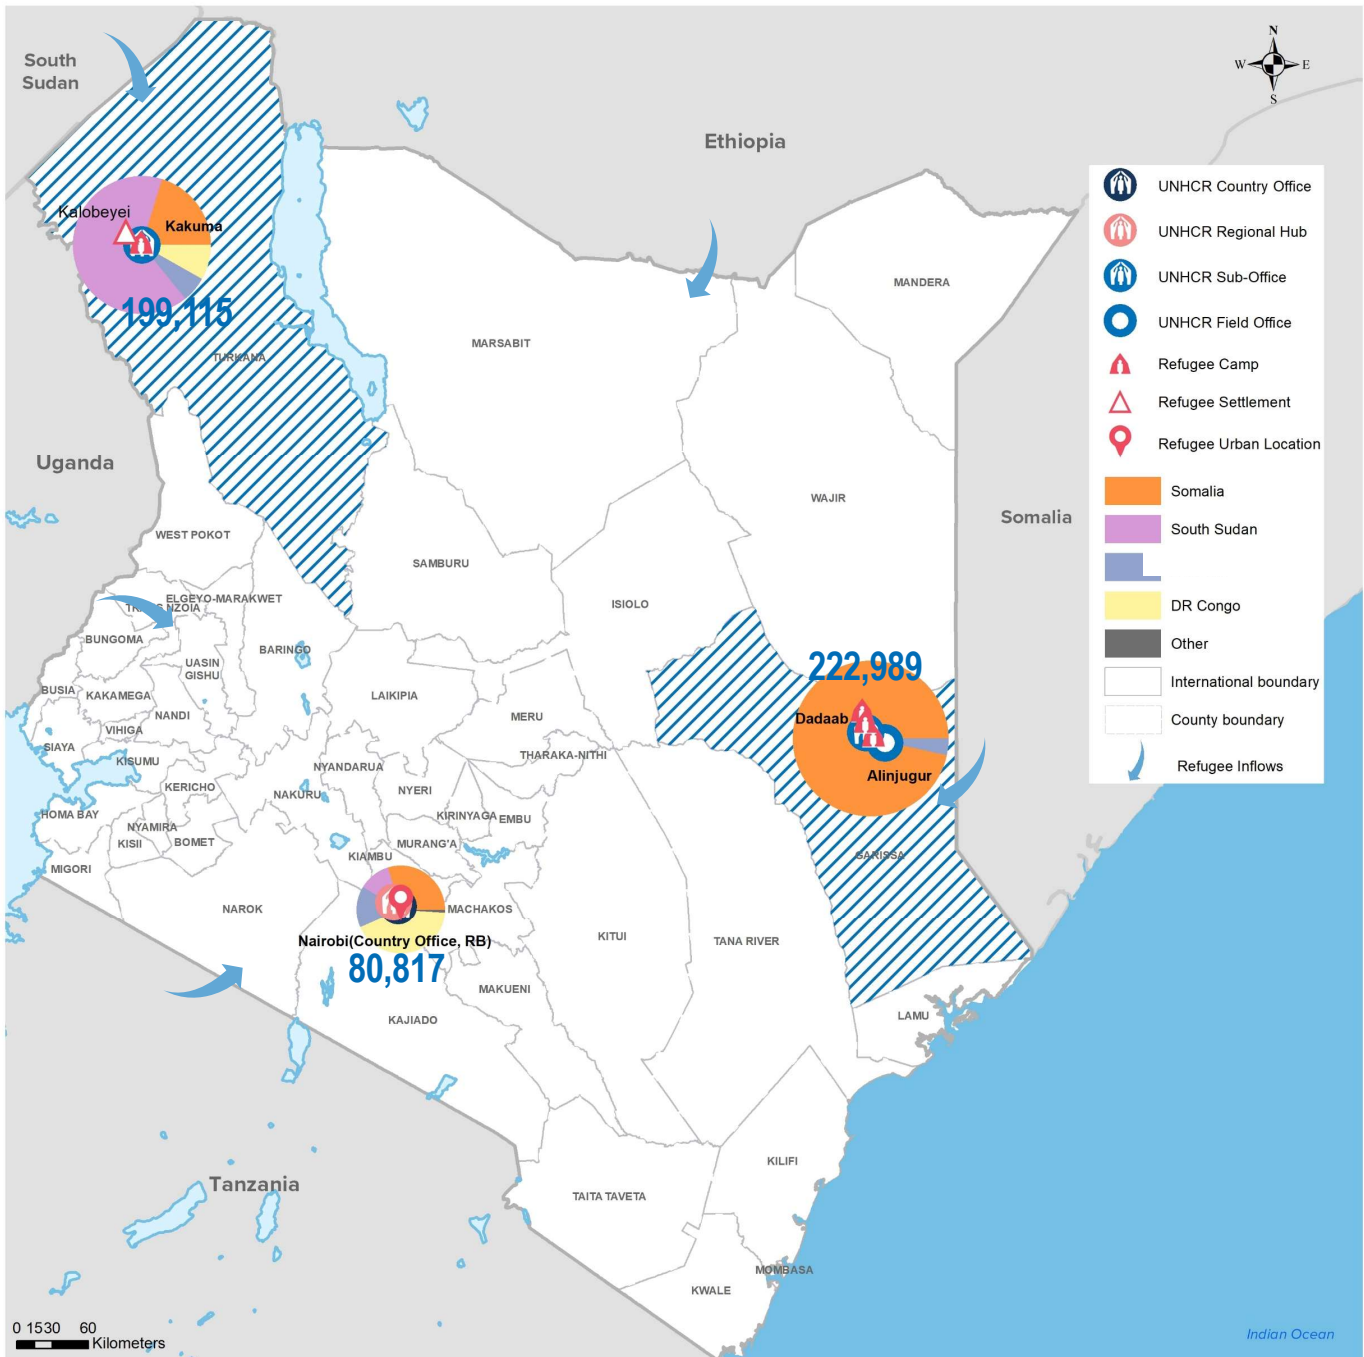 South
Sudan
N
W
E
S
Ethiopia
Kalobeyei
Kakuma
199,115
TURKANA
MARSABIT
MANDERA
UNHCR Country Office
UNHCR Regional Hub
UNHCR Sub-Office
UNHCR Field Office
Refugee Camp
Refugee Settlement
Refugee Urban Location
Somalia
South Sudan
DR Congo
Other
International boundary
County boundary
Refugee Inflows
Uganda
WAJIR
Somalia
WEST POKOT
SAMBURU
ISIOLO
ELGEYO-MARAKWET
TRANS NZOIA
BUNGOMA
BARINGO
UASIN
GISHU
BUSIA
KAKAMEGA
LAIKIPIA
222,989
NANDI
MERU
Dadaab
VIHIGA
SIAYA
KISUMU
THARAKA-NITHI
NYANDARUA
Alinjugur
KERICHO
NAKURU
NYERI
HOMA BAY
KIRINYAGA
EMBU
NYAMIRA
KISII
BOMET
MURANG'A
KIAMBU
GARISSA
MIGORI
NAROK
MACHAKOS
KITUI
TANA RIVER
Nairobi(Country Office, RB)
80,817
MAKUENI
KAJIADO
LAMU
KILIFI
Tanzania
TAITA TAVETA
MOMBASA
KWALE
0 1530 60
Kilometers
Indian Ocean